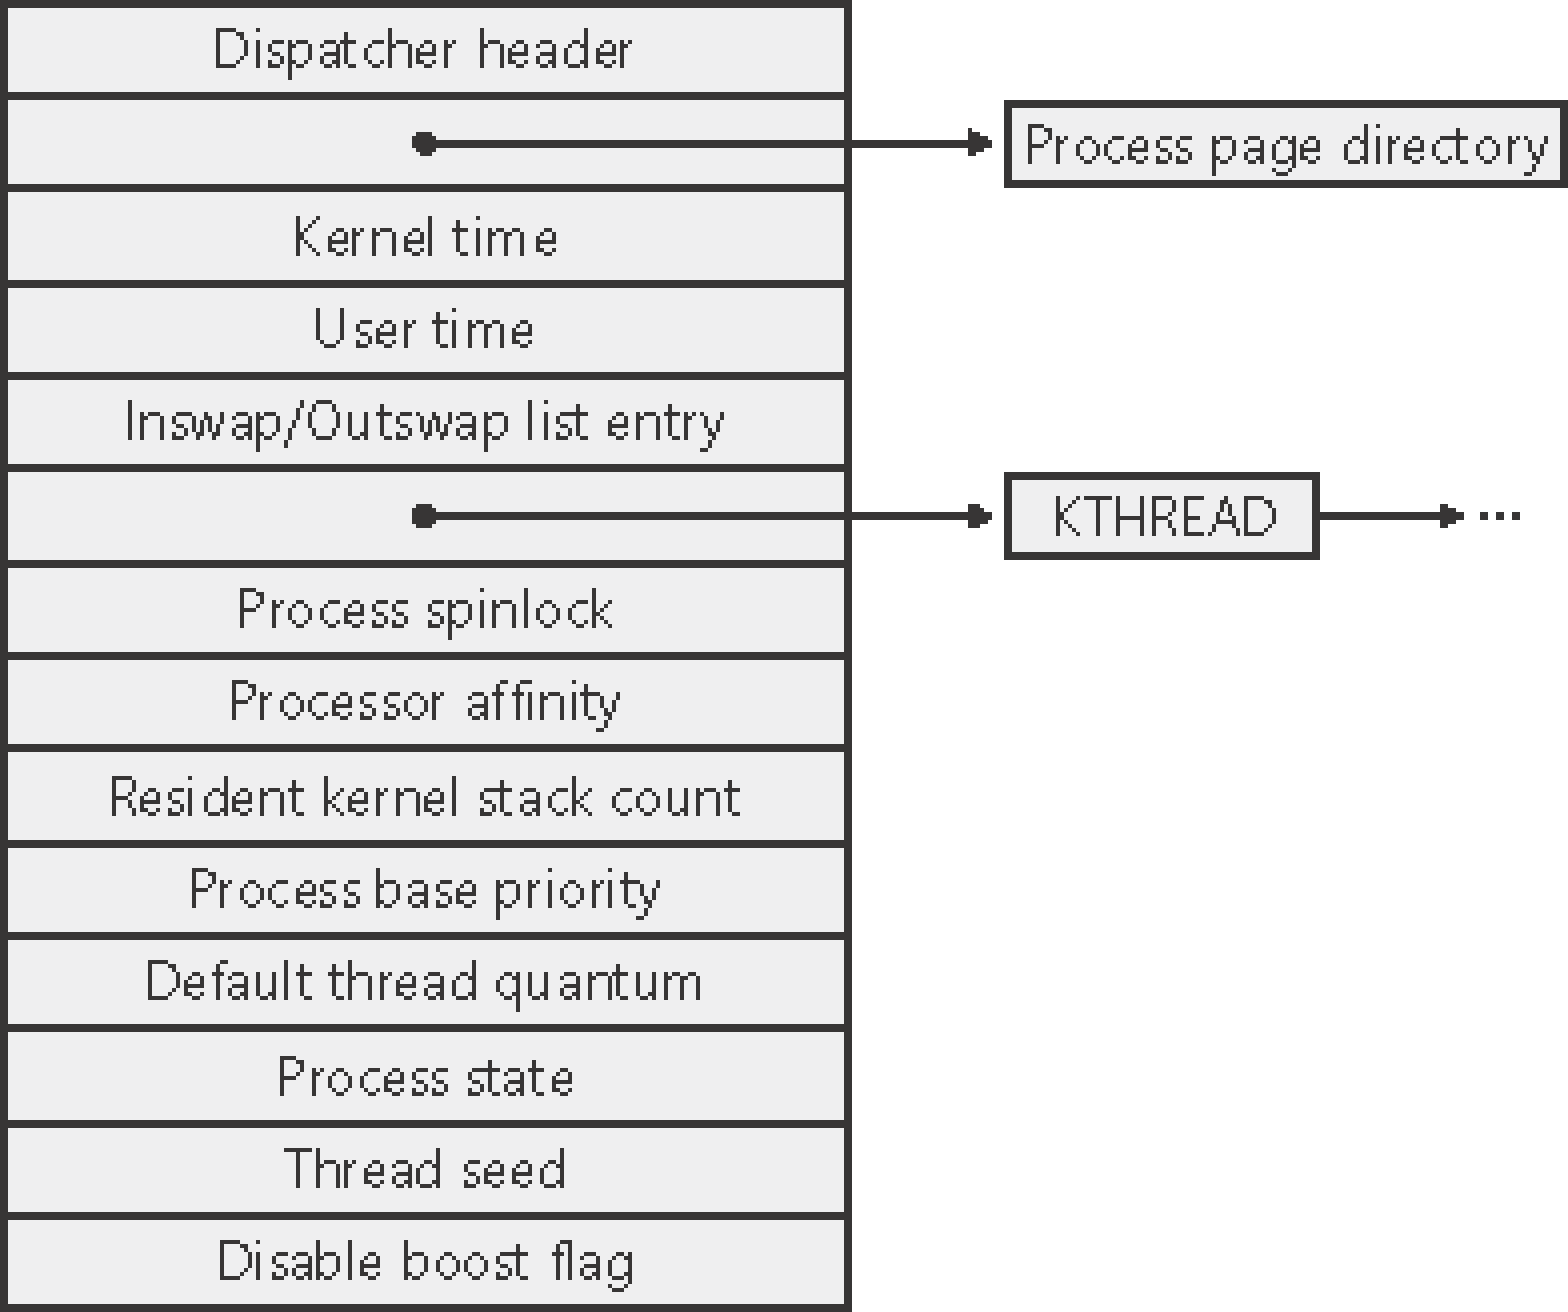 Dispatcher header
Process page directory
Kernel time
User time
Inswap/Outswap list entry
KTHREAD
...
Process spinlock
Processor affinity
Resident kernel stack count
Process base priority
Default thread quantum
Process state
Thread seed
Disable boost flag